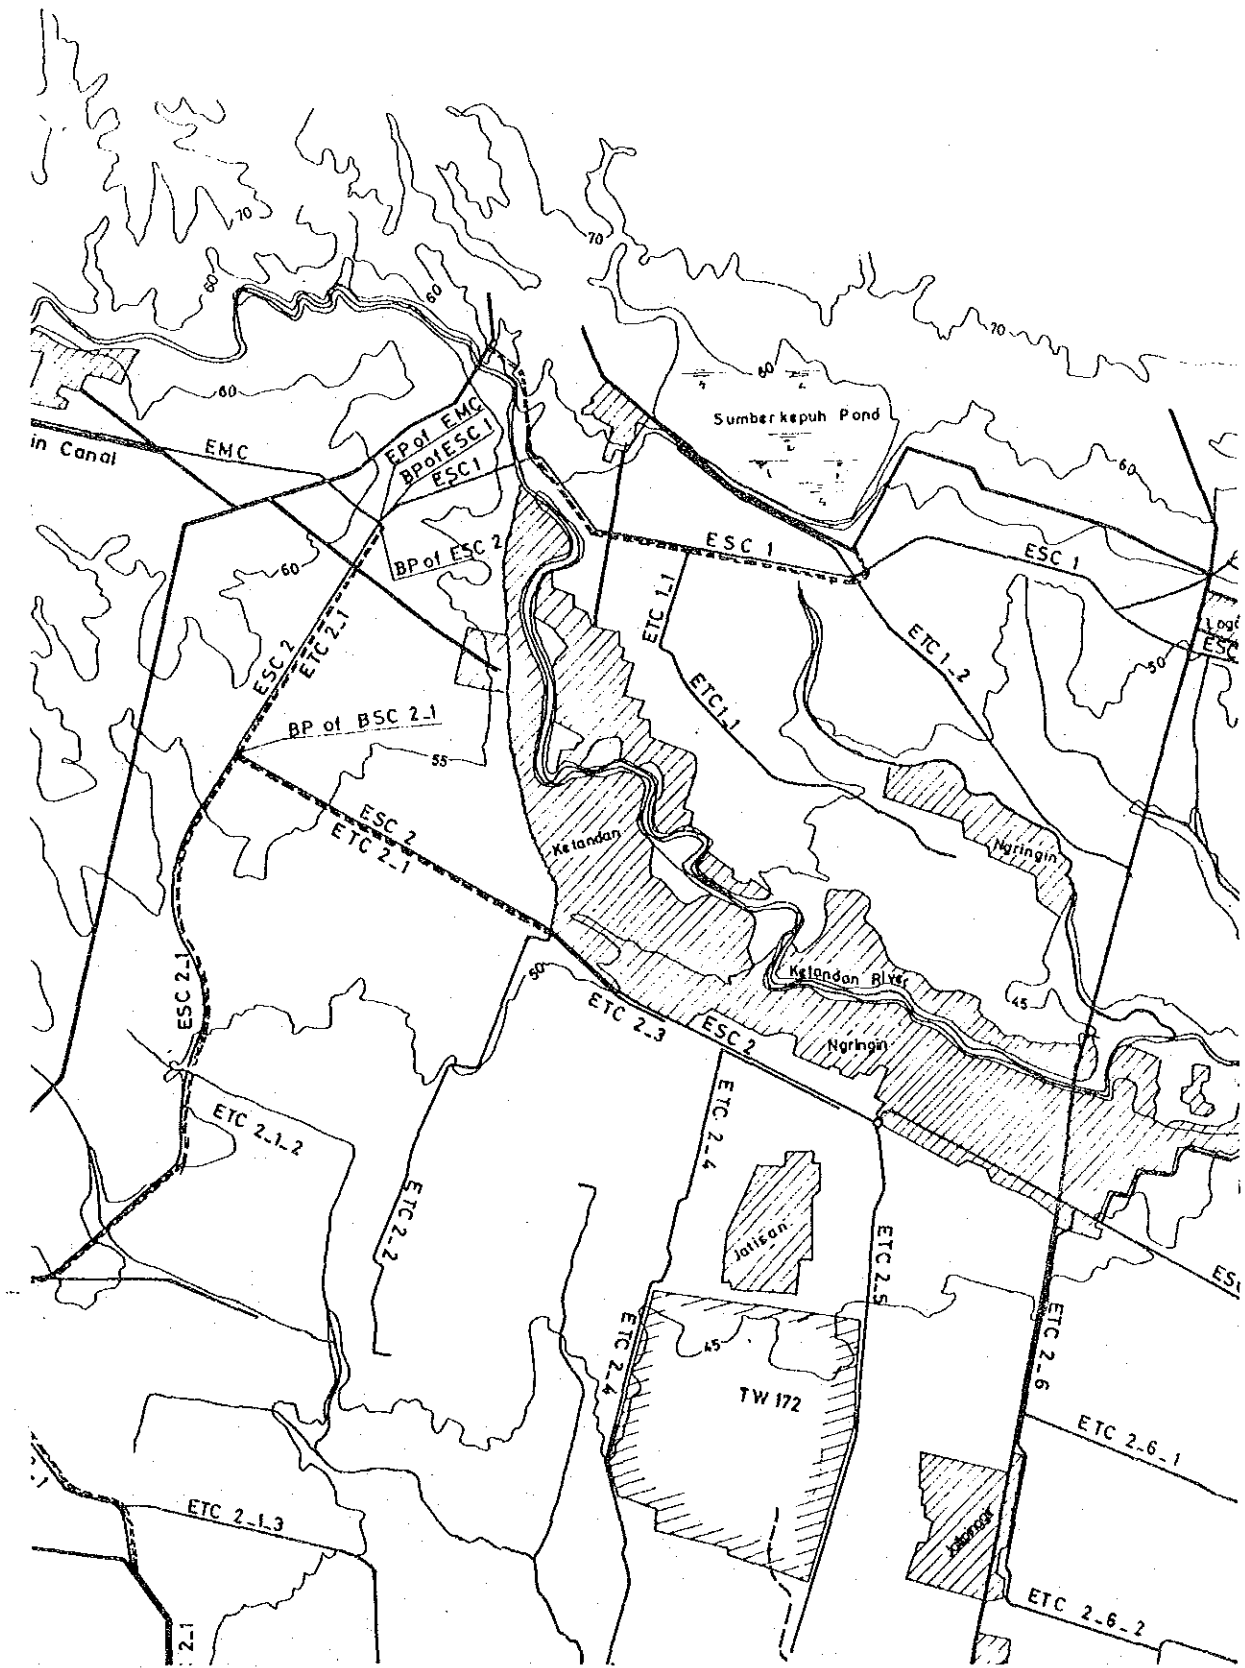 70
70
60
60
70
60
60
Sumberkepuh Pond
in Canal
EMC
EP of EMC
BP of ESC 1
ESC 1
60
60
ESC 1
ESC 1
BP of ESC 2
ETC 1_1
ESC 2
ETC 2_1
ETC 1_2
ESC
50
ETC 1_1
BP of BSC 2_1
55
ESC 2
ETC 2_1
Kelandan
Ngringin
ESC 2_1
50
Kelandan River
45
ETC 2_3
ESC 2
Ngringin
ETC 2_1_2
ETC 2_4
ETC 2_2
Jatisan
ETC 2_5
ES
ETC 2_4
45
ETC 2_6
TW 172
ETC 2_6_1
ETC 2_1_3
ETC 2_6_2
2_1